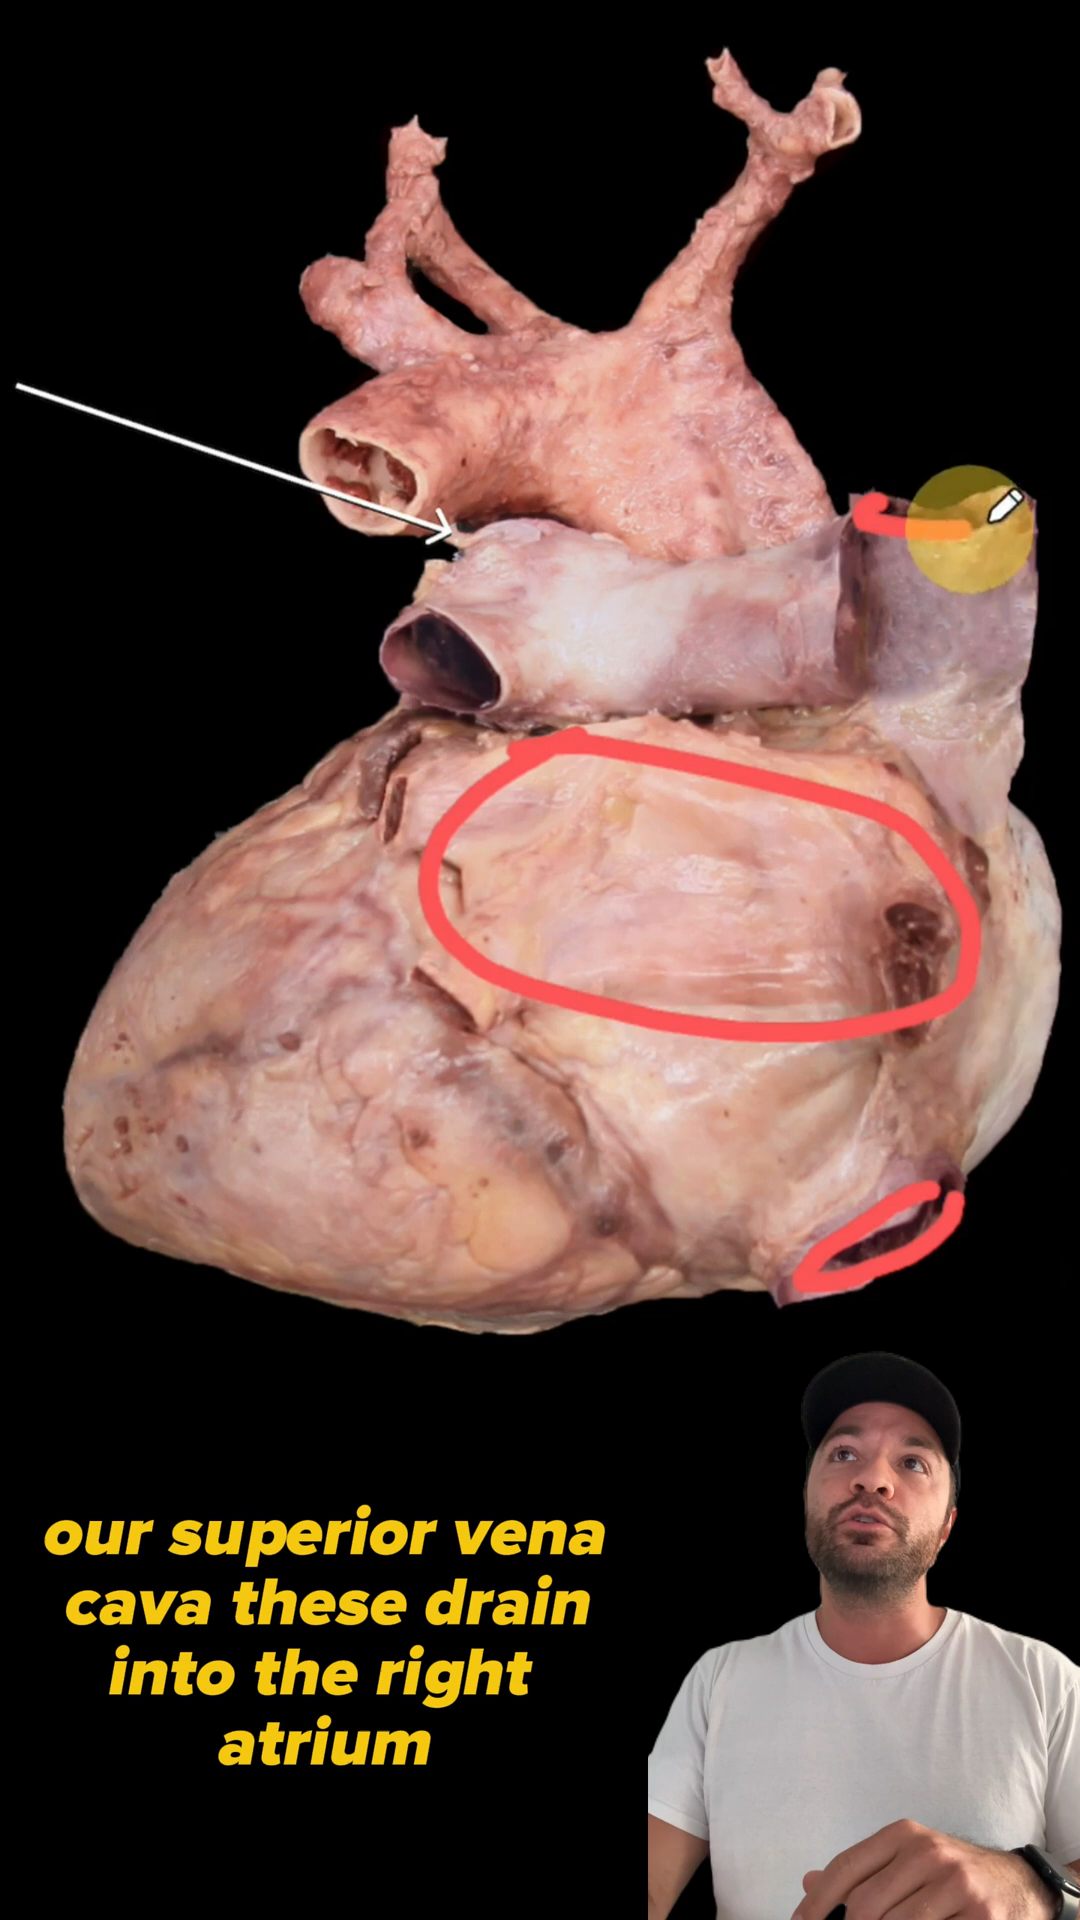 our superior vena
cava these drain
into the right
atrium